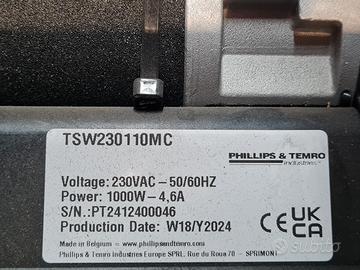 TSW230110MC
PHILLIPS & TEMRO
industries
Voltage: 230VAC - 50/60HZ
Power: 1000W - 4,6A
S/N.:PT2412400046
Production Date: W18/Y2024
CE UK CA
Made in Belgium - www.phillipsandtemro.com
Phillips & Temro Industries Europe SPRL, Rue du Roua 70 - SPRIMONT
subito